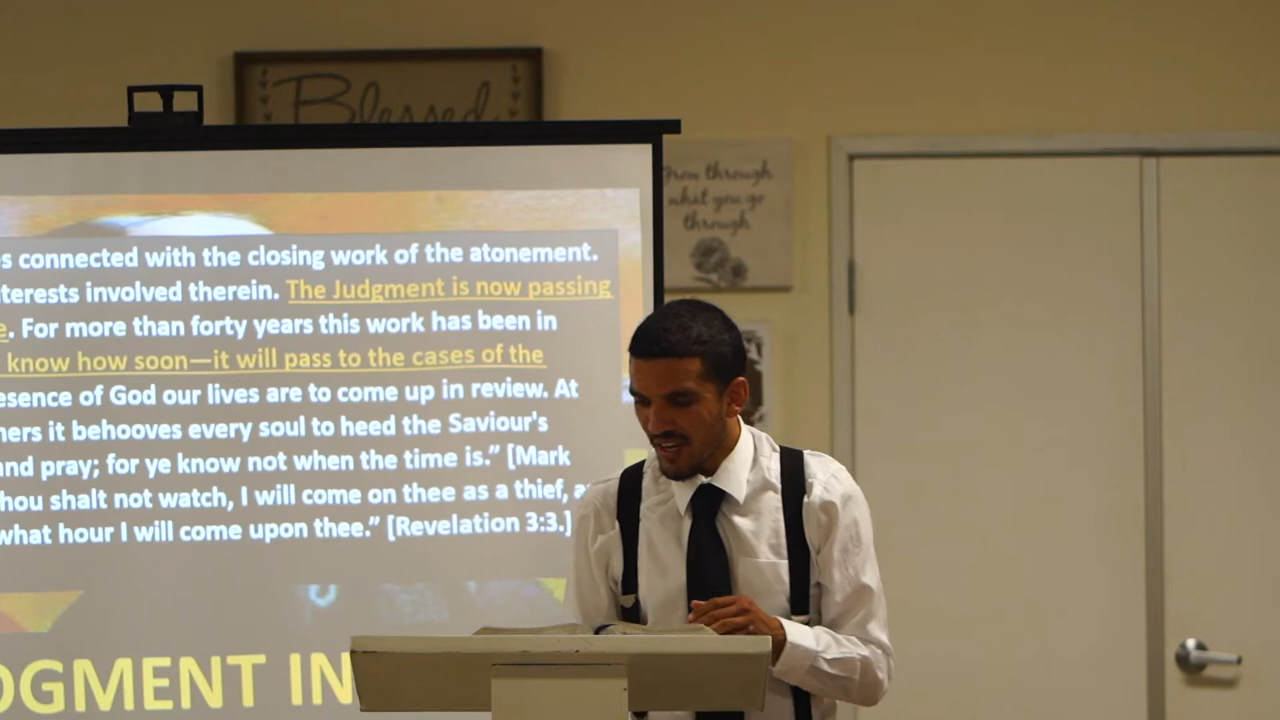 Blessed
Grow through
what you go
through
s connected with the closing work of the atonement.
terests involved therein. The Judgment is now passing
e. For more than forty years this work has been in
know how soon—it will pass to the cases of the
esence of God our lives are to come up in review. At
hers it behooves every soul to heed the Saviour's
and pray; for ye know not when the time is.” [Mark
hou shalt not watch, I will come on thee as a thief, a
what hour I will come upon thee.” [Revelation 3:3.]
DGMENT IN